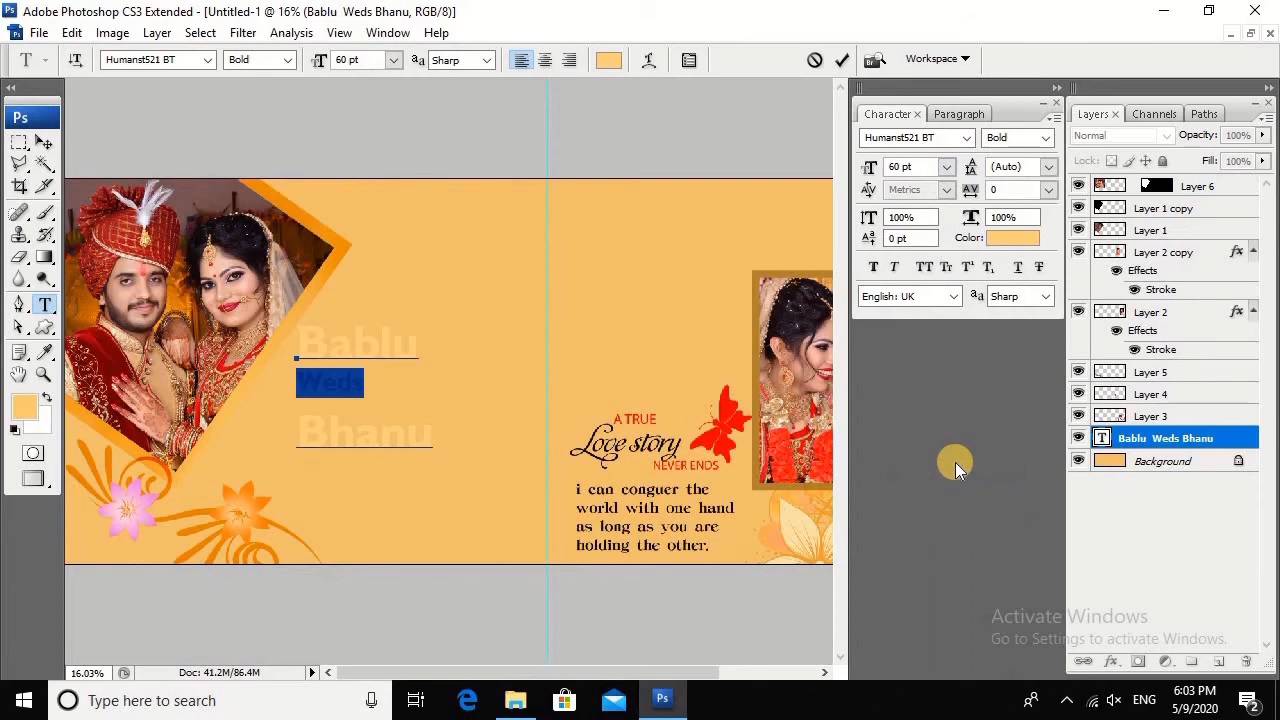 Adobe Photoshop CS3 Extended - [Untitled-1 @ 16% (Bablu  Weds Bhanu, RGB/8)]
File Edit Image Layer Select Filter Analysis View Window Help
T Humanst521 BT Bold 60 pt Sharp Workspace
Ps
Character Paragraph
Humanst521 BT Bold
60 pt (Auto)
Metrics 0
100% 100%
0 pt Color:
English: UK Sharp
Layers Channels Paths
Normal Opacity: 100%
Lock: Fill: 100%
Layer 6
Layer 1 copy
Layer 1
Layer 2 copy fx
Effects
Stroke
Layer 2 fx
Effects
Stroke
Layer 5
Layer 4
Layer 3
T Bablu  Weds Bhanu
Background
Bablu
Weds
Bhanu
A TRUE
Love story
NEVER ENDS
i can conguer the
world with one hand
as long as you are
holding the other.
Activate Windows
Go to Settings to activate Windows.
16.03% Doc: 41.2M/86.4M
Type here to search
Ps
ENG
6:03 PM
5/9/2020
2